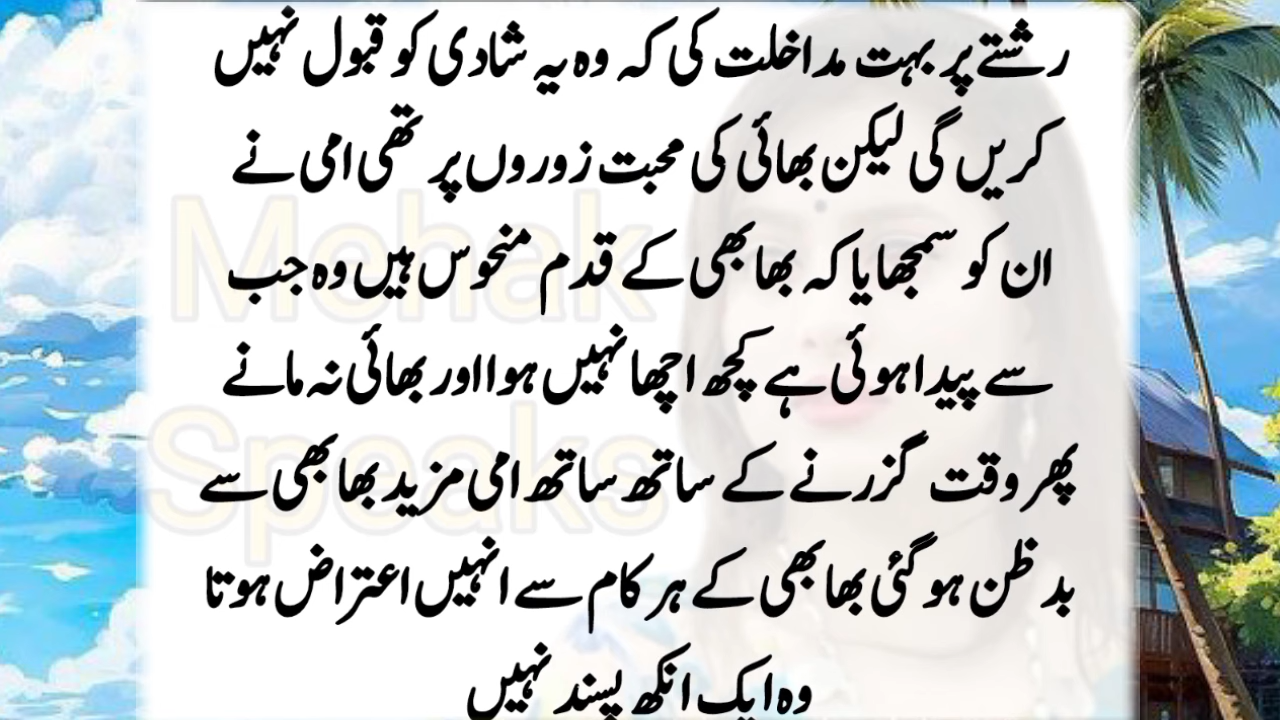 رشتے پر بہت مداخلت کی کہ وہ یہ شادی کو قبول نہیں
کریں گی لیکن بھائی کی محبت زوروں پر تھی امی نے
ان کو سمجھایا کہ بھابھی کے قدم منحوس ہیں وہ جب
سے پیدا ہوئی ہے کچھ اچھا نہیں ہوا اور بھائی نہ مانے
پھر وقت گزرنے کے ساتھ ساتھ امی مزید بھابھی سے
بدظن ہو گئی بھابھی کے ہر کام سے انہیں اعتراض ہوتا
وہ ایک انکھ پسند نہیں
Mehak
Speaks